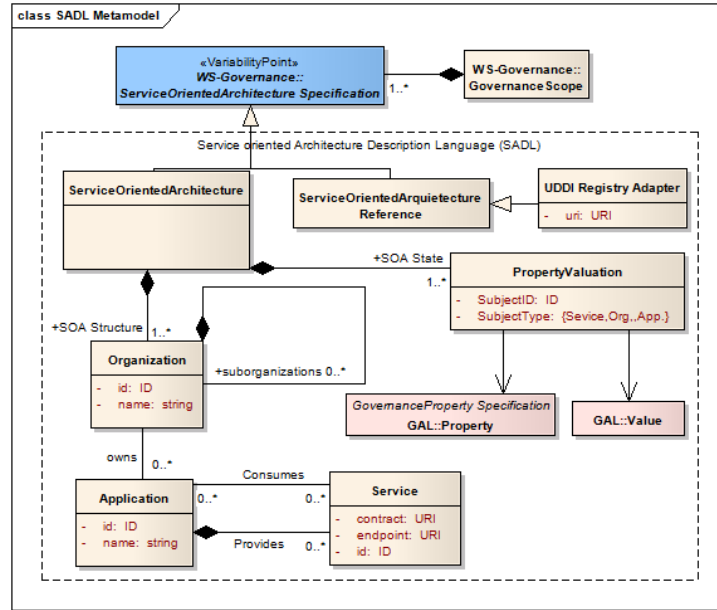 class SADL Metamodel
«VariabilityPoint»
WS-Governance::
ServiceOrientedArchitecture Specification
1..*
WS-Governance::
GovernanceScope
Service oriented Architecture Description Language (SADL)
ServiceOrientedArchitecture
ServiceOrientedArquietecture
Reference
UDDI Registry Adapter
- uri: URI
+SOA State
1..*
PropertyValuation
- SubjectID: ID
- SubjectType: {Sevice,Org,,App.}
+SOA Structure
1..*
Organization
- id: ID
- name: string
+suborganizations 0..*
GovernanceProperty Specification
GAL::Property
GAL::Value
owns
0..*
Application
- id: ID
- name: string
Consumes
0..*
0..*
Provides
0..*
Service
- contract: URI
- endpoint: URI
- id: ID